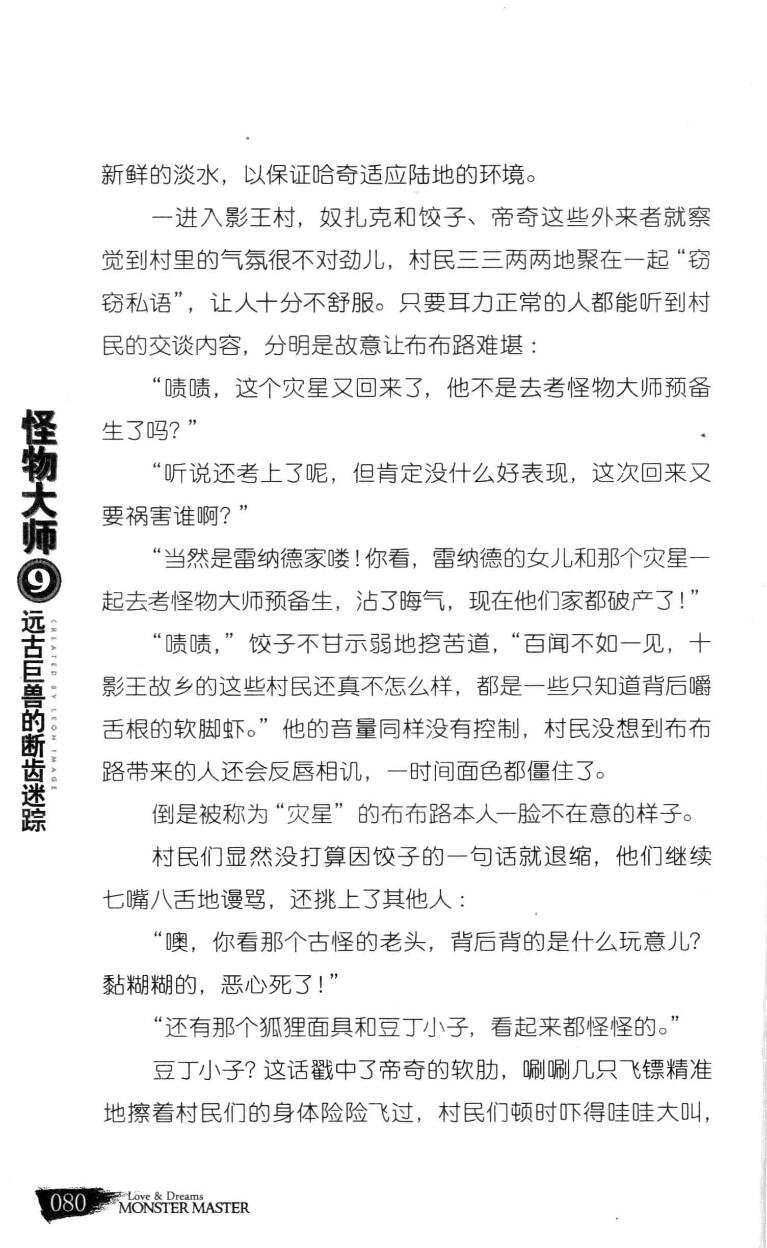 新鲜的淡水，以保证哈奇适应陆地的环境。
一进入影王村，奴扎克和饺子、帝奇这些外来者就察
觉到村里的气氛很不对劲儿，村民三三两两地聚在一起“窃
窃私语”，让人十分不舒服。只要耳力正常的人都能听到村
民的交谈内容，分明是故意让布布路难堪：
“啧啧，这个灾星又回来了，他不是去考怪物大师预备
生了吗？”
“听说还考上了呢，但肯定没什么好表现，这次回来又
要祸害谁啊？”
“当然是雷纳德家喽！你看，雷纳德的女儿和那个灾星一
起去考怪物大师预备生，沾了晦气，现在他们家都破产了！”
“啧啧，”饺子不甘示弱地挖苦道，“百闻不如一见，十
影王故乡的这些村民还真不怎么样，都是一些只知道背后嚼
舌根的软脚虾。”他的音量同样没有控制，村民没想到布布
路带来的人还会反唇相讥，一时间面色都僵住了。
倒是被称为“灾星”的布布路本人一脸不在意的样子。
村民们显然没打算因饺子的一句话就退缩，他们继续
七嘴八舌地谩骂，还挑上了其他人：
“噢，你看那个古怪的老头，背后背的是什么玩意儿？
黏糊糊的，恶心死了！”
“还有那个狐狸面具和豆丁小子，看起来都怪怪的。”
豆丁小子？这话戳中了帝奇的软肋，唰唰几只飞镖精准
地擦着村民们的身体险险飞过，村民们顿时吓得哇哇大叫，
怪物大师
9
远古巨兽的断齿迷踪
CREATED BY LEON IMAGE
080
Love & Dreams
MONSTER MASTER